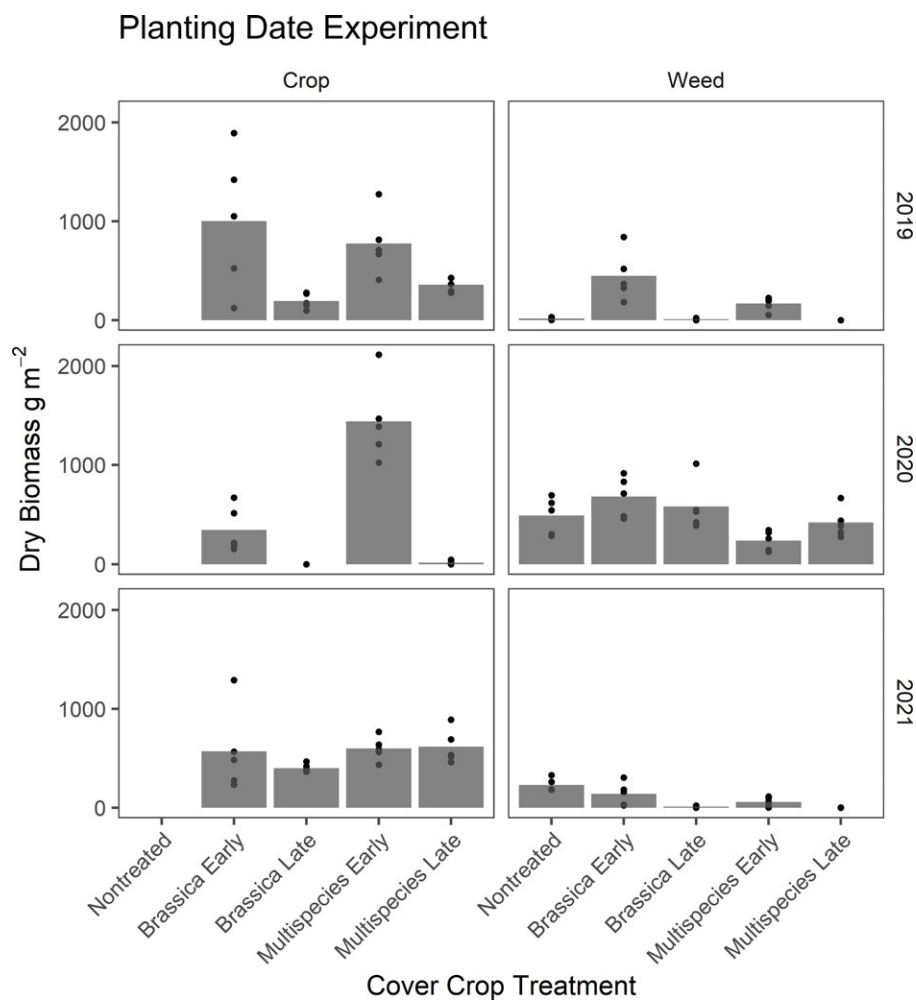 Planting Date Experiment
Crop
Weed
2000
1000
0
2019
2000
1000
0
2020
2000
1000
0
2021
Dry Biomass g m⁻²
Nontreated
Brassica Early
Brassica Late
Multispecies Early
Multispecies Late
Nontreated
Brassica Early
Brassica Late
Multispecies Early
Multispecies Late
Cover Crop Treatment